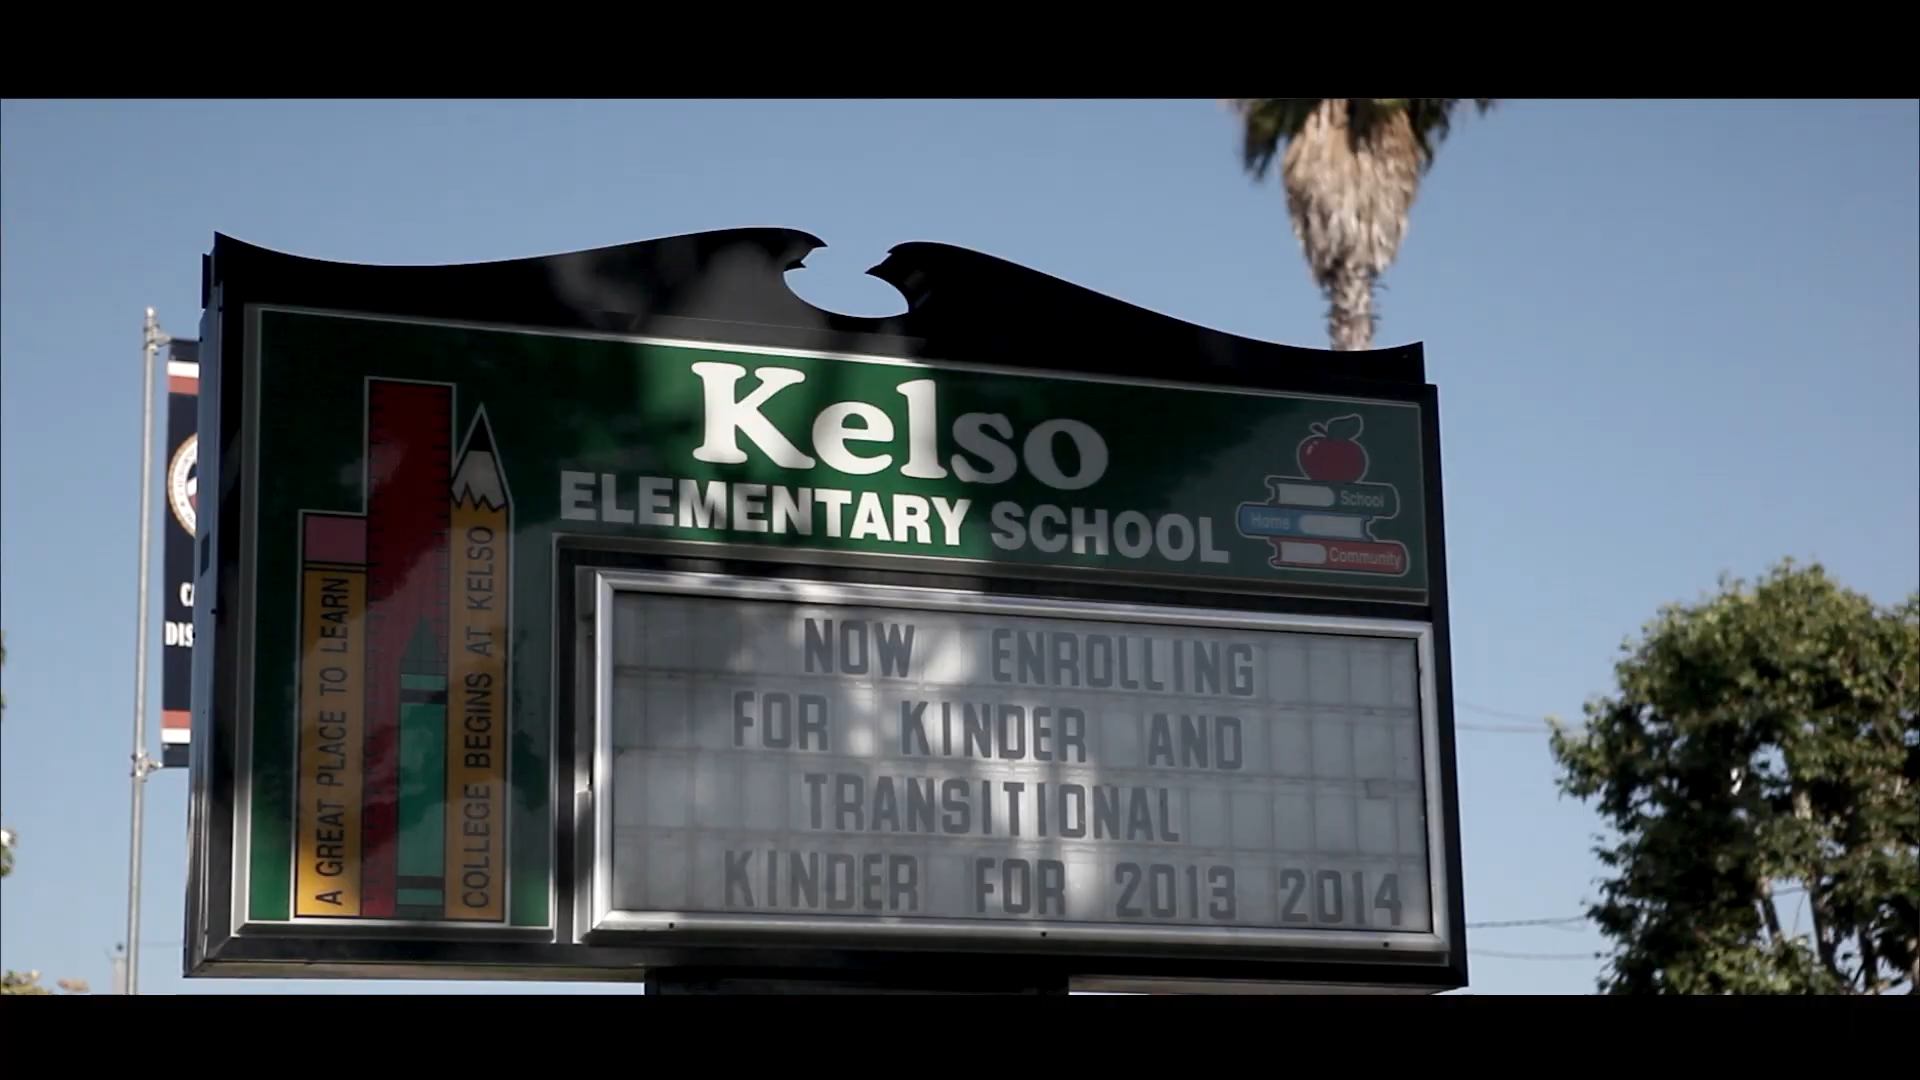 Kelso
ELEMENTARY SCHOOL
School
Home
Community
A GREAT PLACE TO LEARN
COLLEGE BEGINS AT KELSO
NOW ENROLLING
FOR KINDER AND
TRANSITIONAL
KINDER FOR 2013 2014